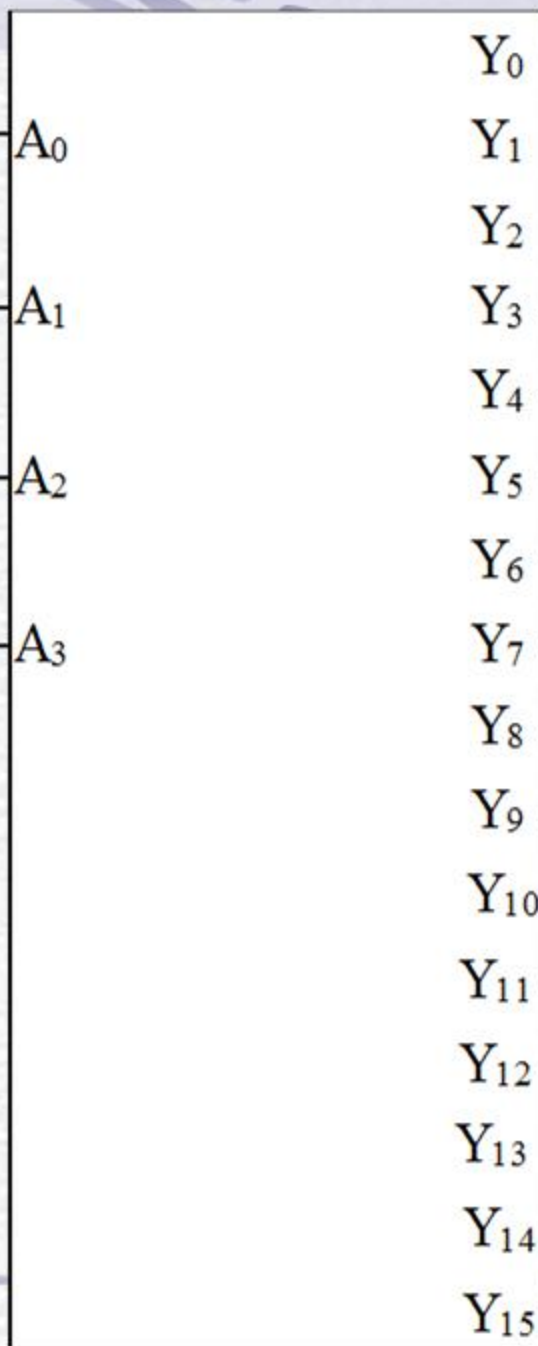 Y₀
A₀ Y₁
Y₂
A₁ Y₃
Y₄
A₂ Y₅
Y₆
A₃ Y₇
Y₈
Y₉
Y₁₀
Y₁₁
Y₁₂
Y₁₃
Y₁₄
Y₁₅